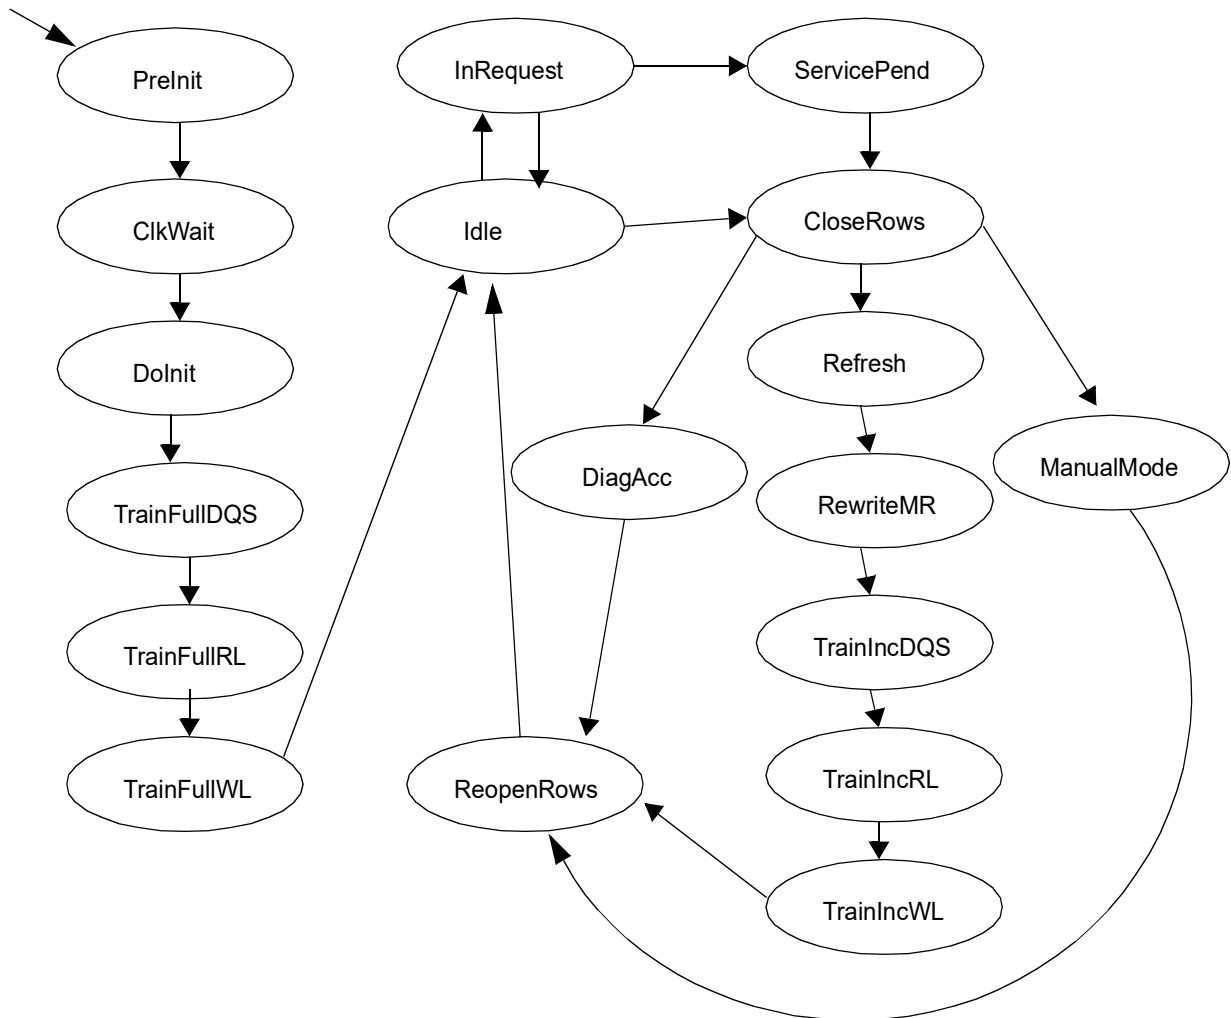 PreInit
InRequest
ServicePend
ClkWait
Idle
CloseRows
DoInit
Refresh
TrainFullDQS
DiagAcc
RewriteMR
ManualMode
TrainFullRL
TrainIncDQS
TrainFullWL
ReopenRows
TrainIncRL
TrainIncWL